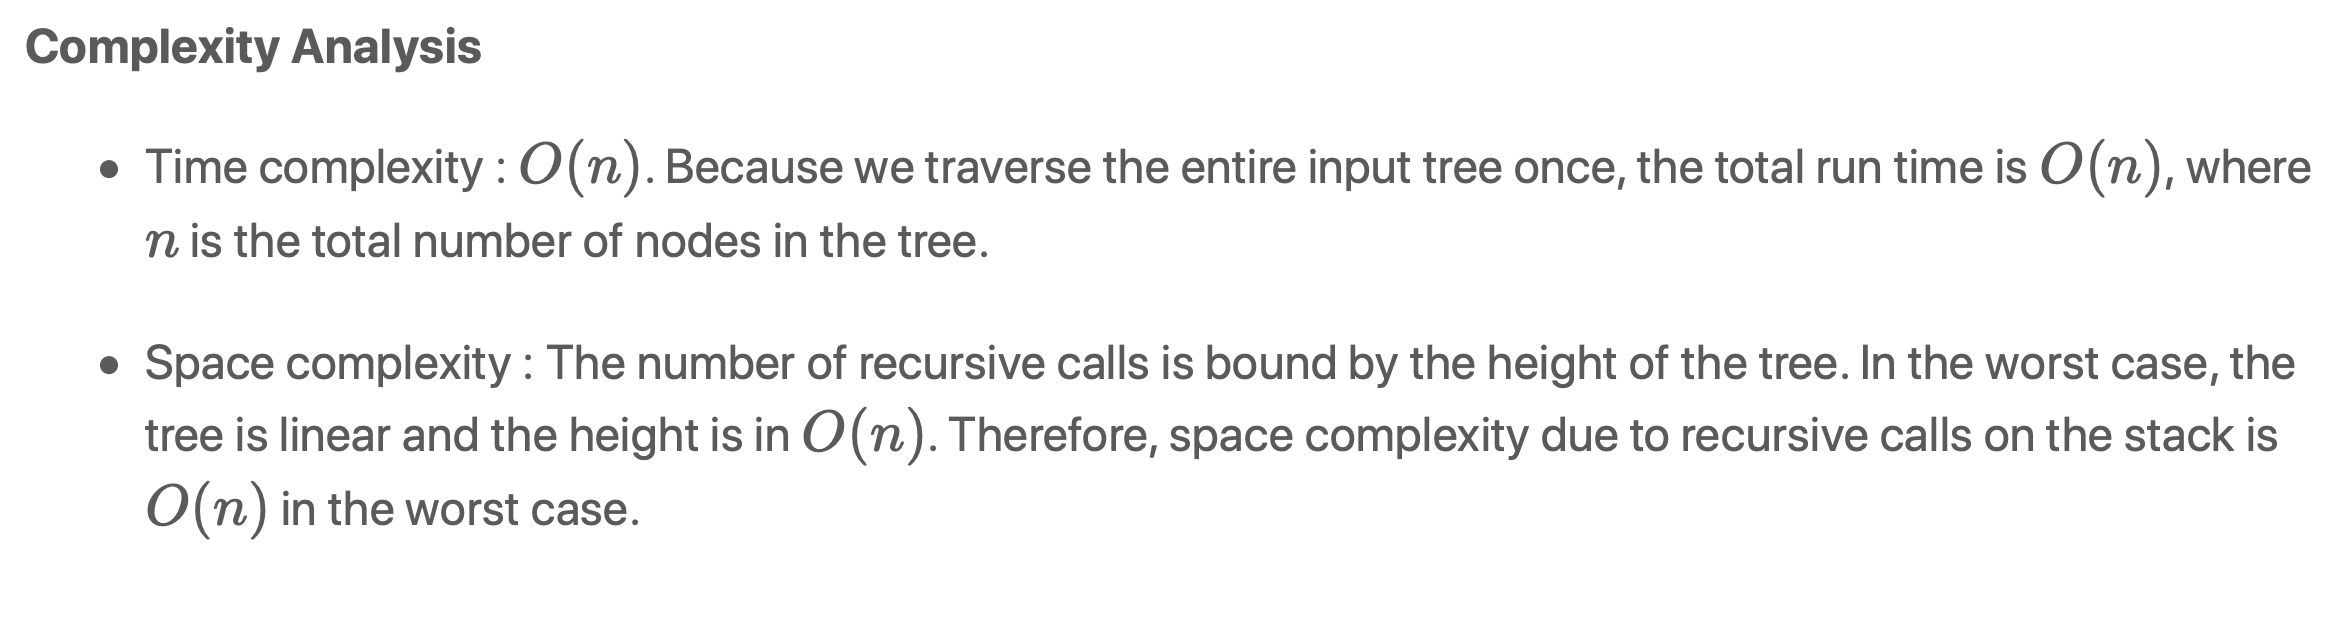 Complexity Analysis
• Time complexity : O(n). Because we traverse the entire input tree once, the total run time is O(n), where
n is the total number of nodes in the tree.
• Space complexity : The number of recursive calls is bound by the height of the tree. In the worst case, the
tree is linear and the height is in O(n). Therefore, space complexity due to recursive calls on the stack is
O(n) in the worst case.